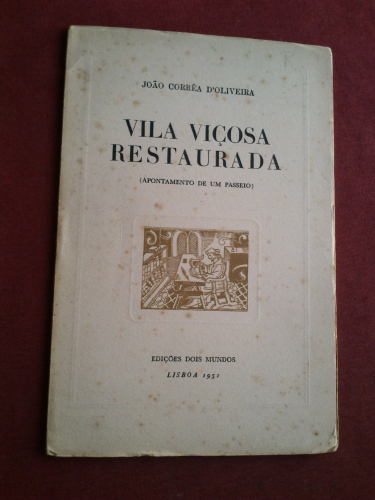 JOÃO CORRÊA D'OLIVEIRA
VILA VIÇOSA
RESTAURADA
(APONTAMENTO DE UM PASSEIO)
EDIÇÕES DOIS MUNDOS
LISBOA 1951